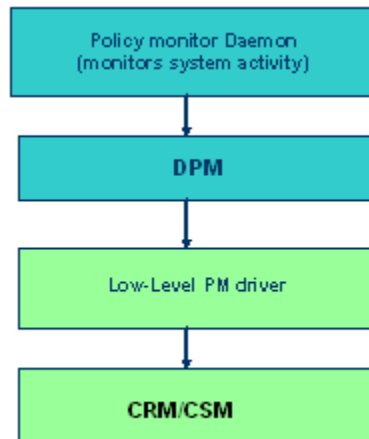 Policy monitor Daemon
(monitors system activity)
DPM
Low-Level PM driver
CRM/CSM